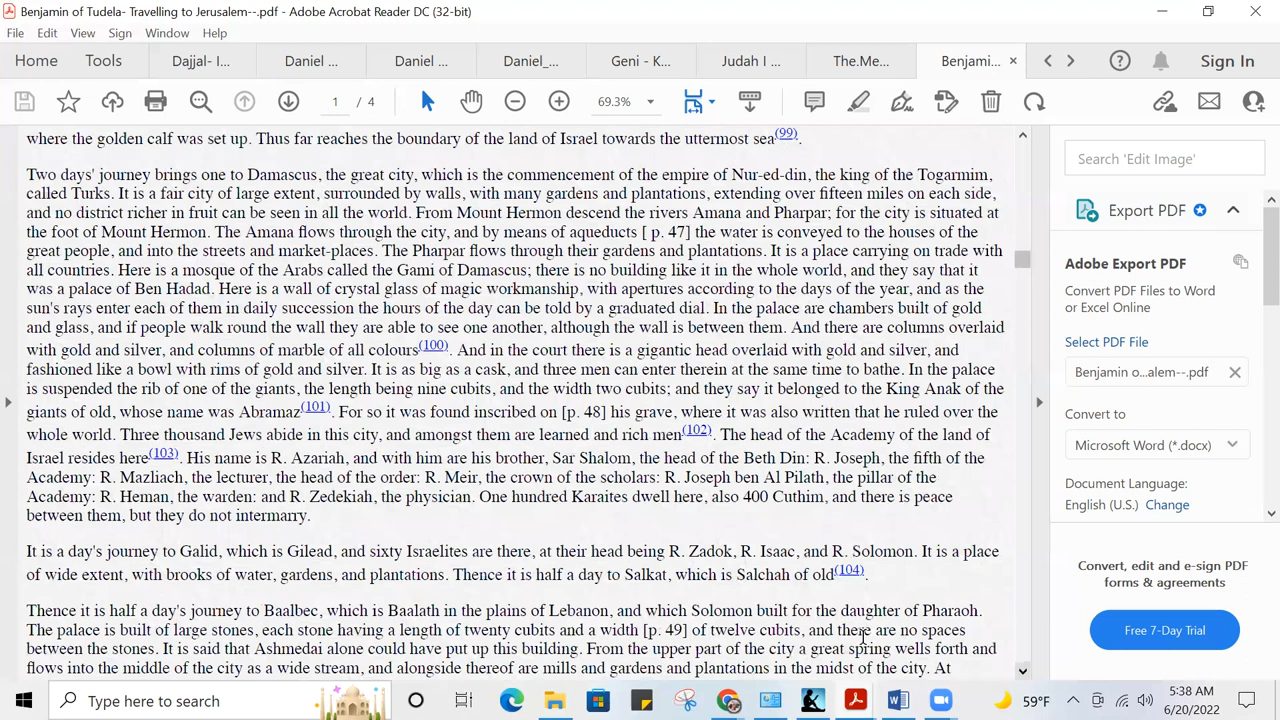 Benjamin of Tudela- Travelling to Jerusalem--.pdf - Adobe Acrobat Reader DC (32-bit)
File Edit View Sign Window Help
Home Tools Dajjal- I... Daniel ... Daniel ... Daniel_... Geni - K... Judah I ... The.Me... Benjami... × Sign In
1 / 4 69.3%
where the golden calf was set up. Thus far reaches the boundary of the land of Israel towards the uttermost sea(99).
Two days' journey brings one to Damascus, the great city, which is the commencement of the empire of Nur-ed-din, the king of the Togarmim,
called Turks. It is a fair city of large extent, surrounded by walls, with many gardens and plantations, extending over fifteen miles on each side,
and no district richer in fruit can be seen in all the world. From Mount Hermon descend the rivers Amana and Pharpar; for the city is situated at
the foot of Mount Hermon. The Amana flows through the city, and by means of aqueducts [ p. 47] the water is conveyed to the houses of the
great people, and into the streets and market-places. The Pharpar flows through their gardens and plantations. It is a place carrying on trade with
all countries. Here is a mosque of the Arabs called the Gami of Damascus; there is no building like it in the whole world, and they say that it
was a palace of Ben Hadad. Here is a wall of crystal glass of magic workmanship, with apertures according to the days of the year, and as the
sun's rays enter each of them in daily succession the hours of the day can be told by a graduated dial. In the palace are chambers built of gold
and glass, and if people walk round the wall they are able to see one another, although the wall is between them. And there are columns overlaid
with gold and silver, and columns of marble of all colours(100). And in the court there is a gigantic head overlaid with gold and silver, and
fashioned like a bowl with rims of gold and silver. It is as big as a cask, and three men can enter therein at the same time to bathe. In the palace
is suspended the rib of one of the giants, the length being nine cubits, and the width two cubits; and they say it belonged to the King Anak of the
giants of old, whose name was Abramaz(101). For so it was found inscribed on [p. 48] his grave, where it was also written that he ruled over the
whole world. Three thousand Jews abide in this city, and amongst them are learned and rich men(102). The head of the Academy of the land of
Israel resides here(103). His name is R. Azariah, and with him are his brother, Sar Shalom, the head of the Beth Din: R. Joseph, the fifth of the
Academy: R. Mazliach, the lecturer, the head of the order: R. Meir, the crown of the scholars: R. Joseph ben Al Pilath, the pillar of the
Academy: R. Heman, the warden: and R. Zedekiah, the physician. One hundred Karaites dwell here, also 400 Cuthim, and there is peace
between them, but they do not intermarry.
It is a day's journey to Galid, which is Gilead, and sixty Israelites are there, at their head being R. Zadok, R. Isaac, and R. Solomon. It is a place
of wide extent, with brooks of water, gardens, and plantations. Thence it is half a day to Salkat, which is Salchah of old(104).
Thence it is half a day's journey to Baalbec, which is Baalath in the plains of Lebanon, and which Solomon built for the daughter of Pharaoh.
The palace is built of large stones, each stone having a length of twenty cubits and a width [p. 49] of twelve cubits, and there are no spaces
between the stones. It is said that Ashmedai alone could have put up this building. From the upper part of the city a great spring wells forth and
flows into the middle of the city as a wide stream, and alongside thereof are mills and gardens and plantations in the midst of the city. At
Search 'Edit Image'
Export PDF
Adobe Export PDF
Convert PDF Files to Word
or Excel Online
Select PDF File
Benjamin o...alem--.pdf
Convert to
Microsoft Word (*.docx)
Document Language:
English (U.S.) Change
Convert, edit and e-sign PDF
forms & agreements
Free 7-Day Trial
Type here to search
59°F
5:38 AM
6/20/2022